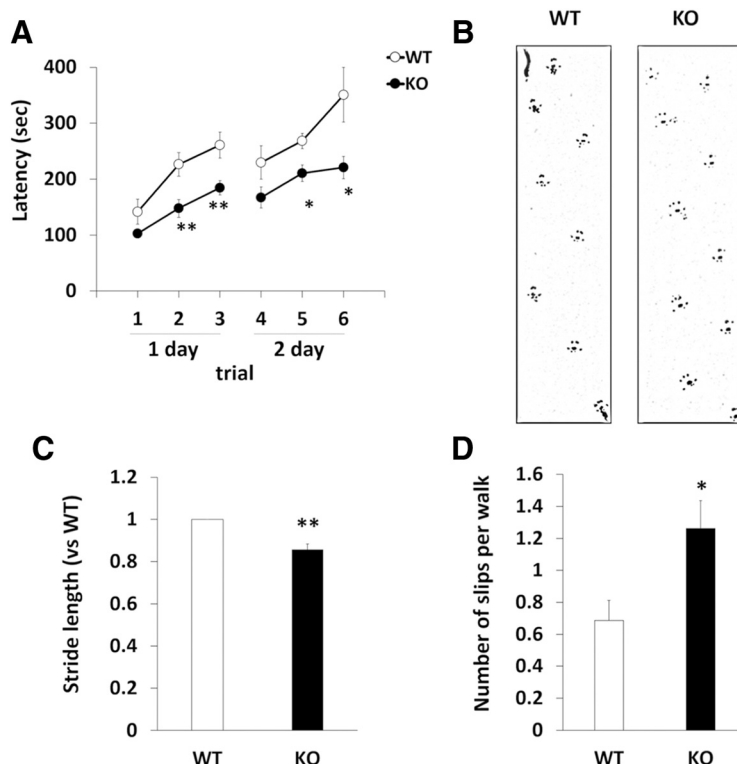 A
WT
KO
Latency (sec)
400
300
200
100
0
**
**
*
*
1 2 3 4 5 6
1 day 2 day
trial
B
WT KO
C
Stride length (vs WT)
1.2
1
0.8
0.6
0.4
0.2
0
**
WT KO
D
Number of slips per walk
1.6
1.4
1.2
1
0.8
0.6
0.4
0.2
0
*
WT KO